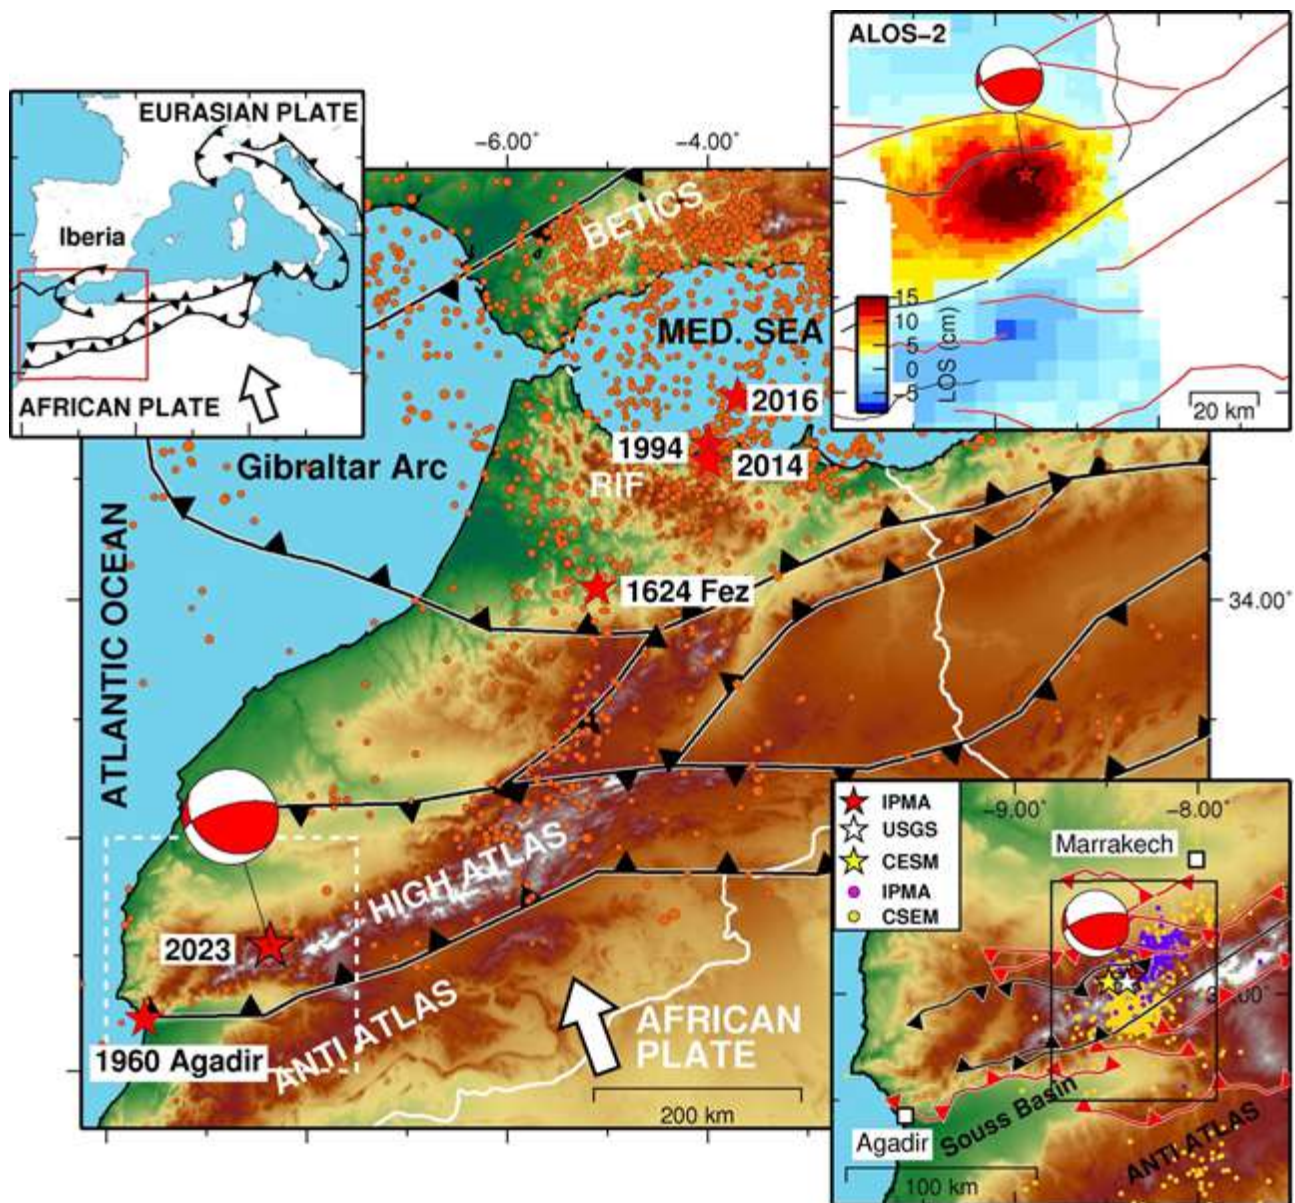 ALOS-2
15
10
5
0
-5
LOS (cm)
20 km
EURASIAN PLATE
Iberia
AFRICAN PLATE
-6.00°
-4.00°
BETICS
MED. SEA
2016
1994
2014
RIF
Gibraltar Arc
ATLANTIC OCEAN
1624 Fez
34.00°
HIGH ATLAS
2023
1960 Agadir
ANTI ATLAS
AFRICAN
PLATE
200 km
IPMA
USGS
CESM
IPMA
CSEM
-9.00°
-8.00°
Marrakech
Souss Basin
Agadir
ANTI ATLAS
100 km